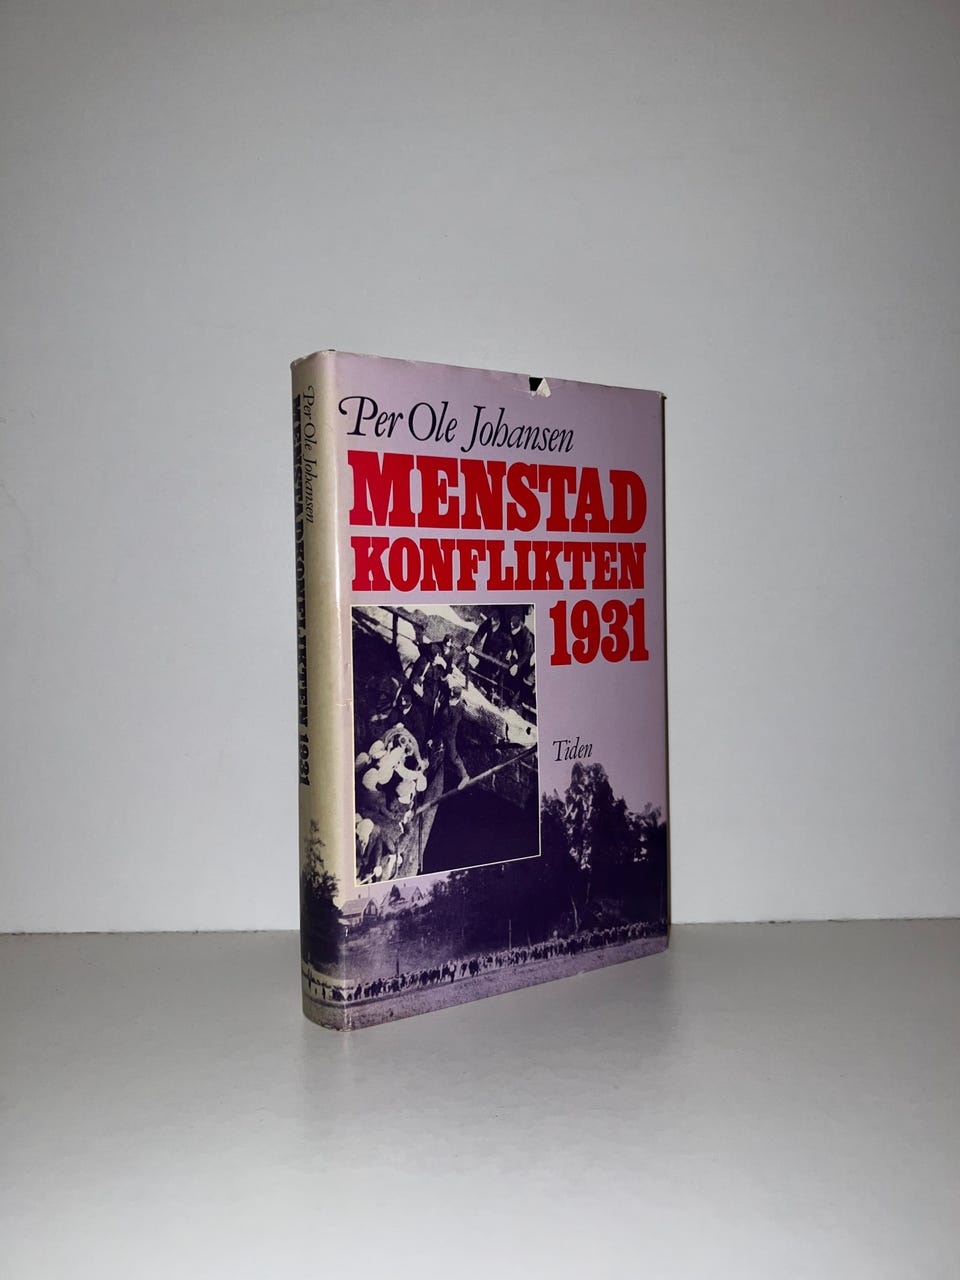 Per Ole Johansen
MENSTADKONFLIKTEN 1931
Per Ole Johansen
MENSTAD
KONFLIKTEN
1931
Tiden